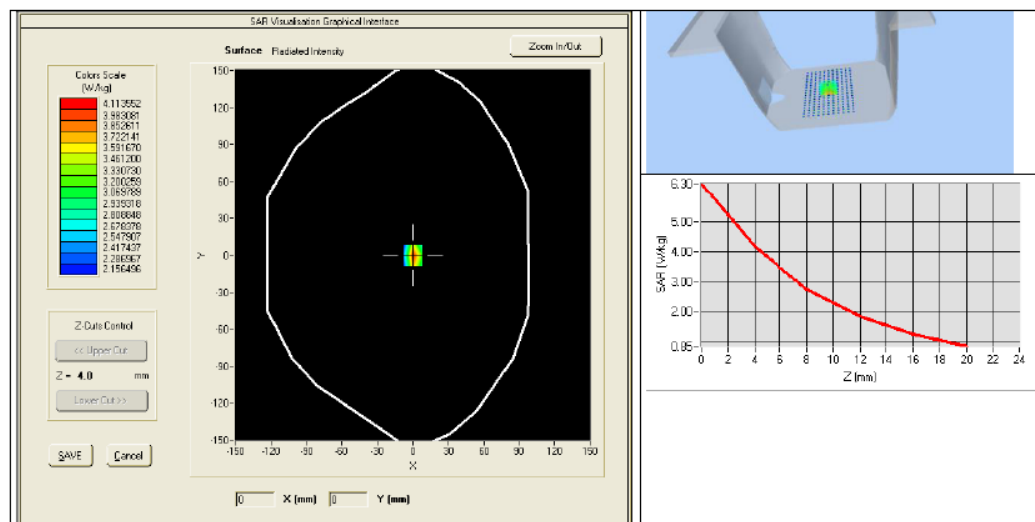 SAR Visualisation Graphical Interface
Surface Radiated Intensity
Zoom In/Out
Colors Scale
(W/kg)
4.113552
3.983081
3.852611
3.722141
3.591670
3.461200
3.330730
3.200259
3.069789
2.939318
2.808848
2.678378
2.547907
2.417437
2.286967
2.156496
Z-Cuts Control
<< Upper Cut
Z = 4.0 mm
Lower Cut >>
SAVE Cancel
150
120
90
60
30
0
-30
-60
-90
-120
-150
Y
-150 -120 -90 -60 -30 0 30 60 90 120 150
X
0 X (mm) 0 Y (mm)
6.30
5.00
4.00
3.00
2.00
0.85
SAR (W/kg)
0 2 4 6 8 10 12 14 16 18 20 22 24
Z (mm)